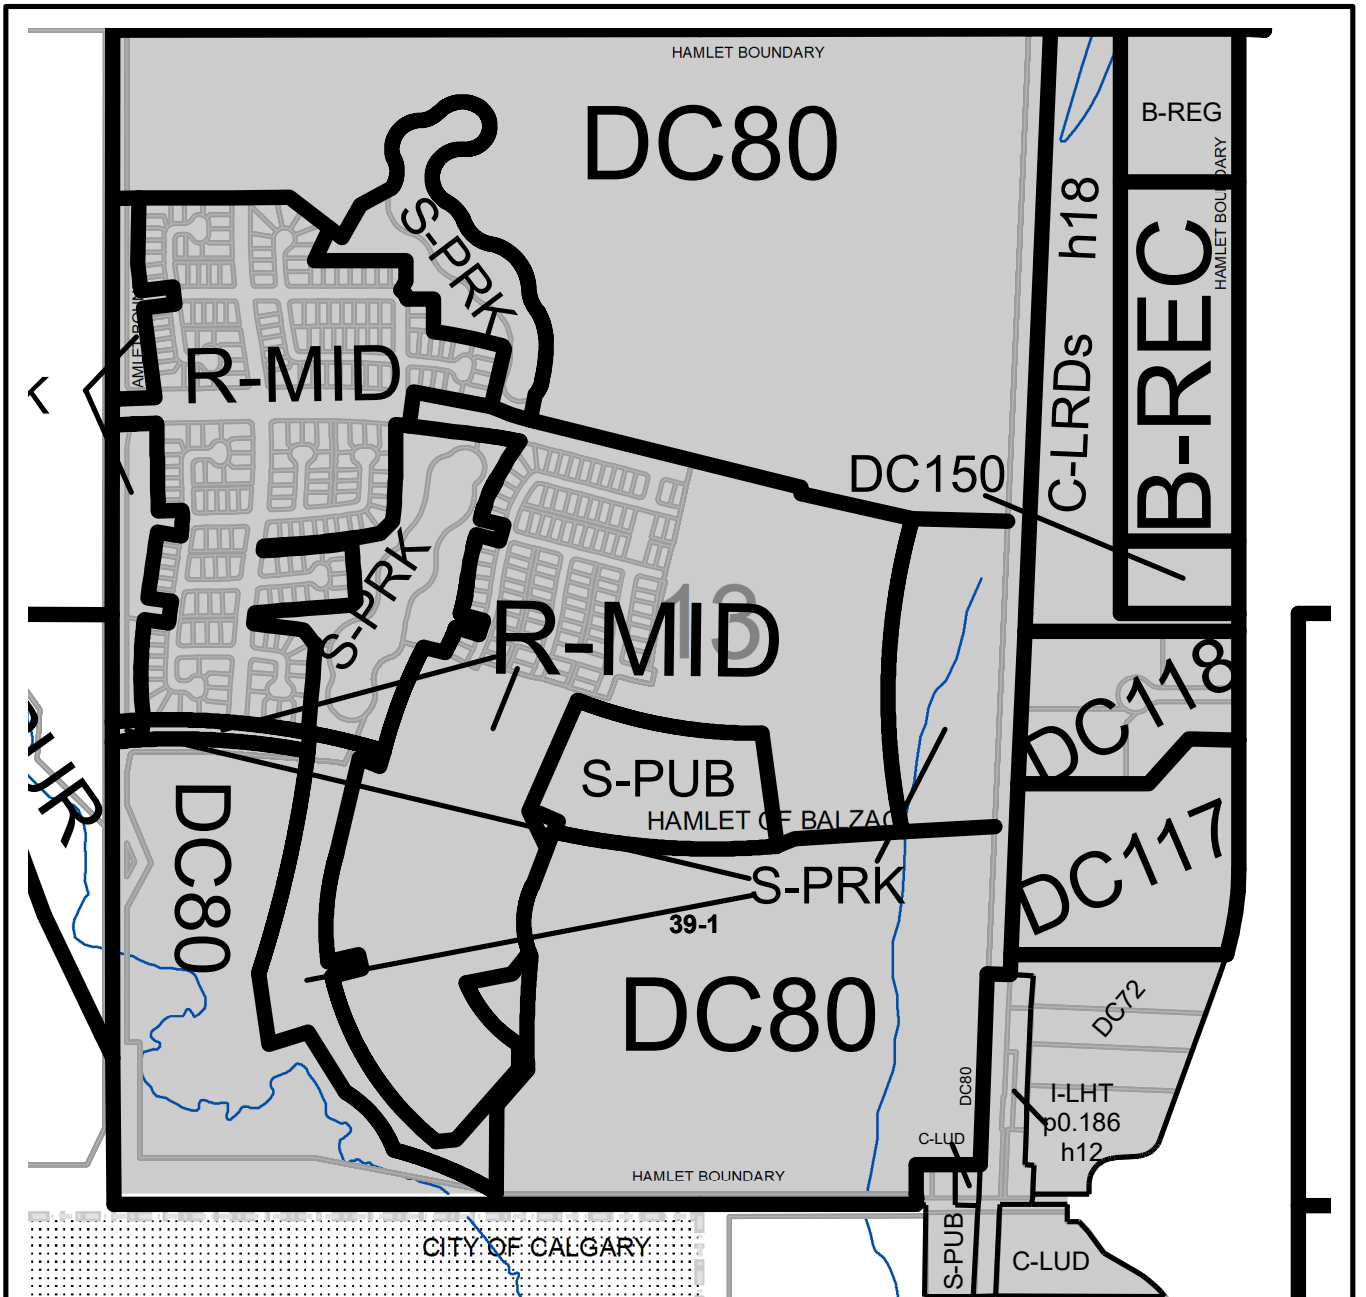 HAMLET BOUNDARY
DC80
B-REG
HAMLET BOUNDARY
S-PRK
h18
B-REC
R-MID
C-LRDs
K
DC150
S-PRK
13
R-MID
DC118
S-PUB
HAMLET OF BALZAC
DC80
DC117
S-PRK
39-1
DC80
DC72
DC80
I-LHT
p0.186
h12
C-LUD
HAMLET BOUNDARY
S-PUB
CITY OF CALGARY
C-LUD